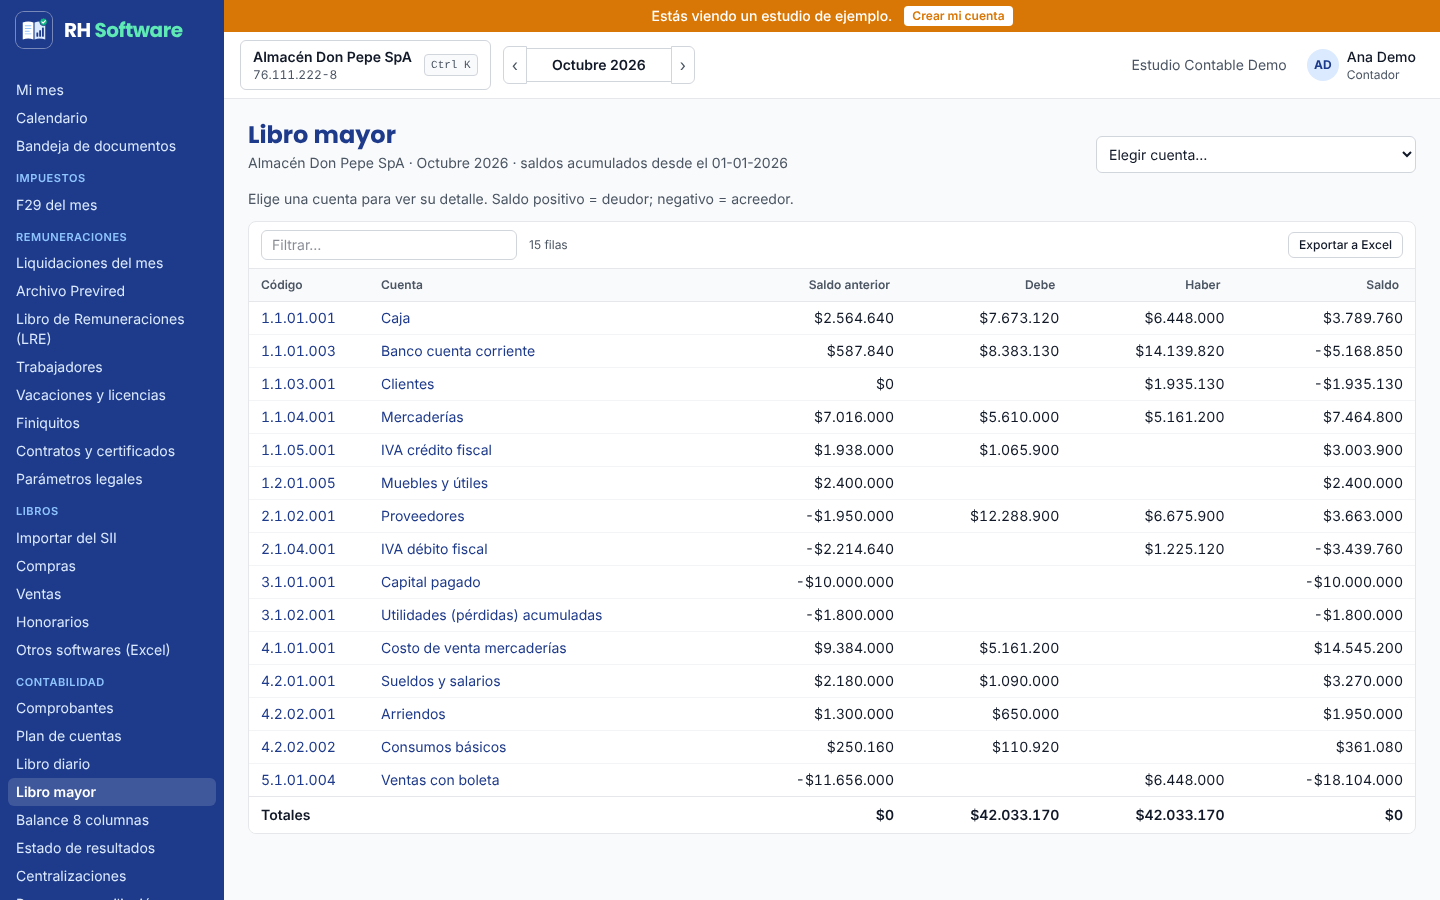 RH Software
Estás viendo un estudio de ejemplo.
Crear mi cuenta
Almacén Don Pepe SpA
76.111.222-8
Ctrl K
‹ Octubre 2026 ›
Estudio Contable Demo
AD
Ana Demo
Contador
Mi mes
Calendario
Bandeja de documentos
IMPUESTOS
F29 del mes
REMUNERACIONES
Liquidaciones del mes
Archivo Previred
Libro de Remuneraciones
(LRE)
Trabajadores
Vacaciones y licencias
Finiquitos
Contratos y certificados
Parámetros legales
LIBROS
Importar del SII
Compras
Ventas
Honorarios
Otros softwares (Excel)
CONTABILIDAD
Comprobantes
Plan de cuentas
Libro diario
Libro mayor
Balance 8 columnas
Estado de resultados
Centralizaciones
Libro mayor
Almacén Don Pepe SpA · Octubre 2026 · saldos acumulados desde el 01-01-2026
Elegir cuenta...
Elige una cuenta para ver su detalle. Saldo positivo = deudor; negativo = acreedor.
Filtrar...
15 filas
Exportar a Excel
Código Cuenta Saldo anterior Debe Haber Saldo
1.1.01.001 Caja $2.564.640 $7.673.120 $6.448.000 $3.789.760
1.1.01.003 Banco cuenta corriente $587.840 $8.383.130 $14.139.820 -$5.168.850
1.1.03.001 Clientes $0 $1.935.130 -$1.935.130
1.1.04.001 Mercaderías $7.016.000 $5.610.000 $5.161.200 $7.464.800
1.1.05.001 IVA crédito fiscal $1.938.000 $1.065.900 $3.003.900
1.2.01.005 Muebles y útiles $2.400.000 $2.400.000
2.1.02.001 Proveedores -$1.950.000 $12.288.900 $6.675.900 $3.663.000
2.1.04.001 IVA débito fiscal -$2.214.640 $1.225.120 -$3.439.760
3.1.01.001 Capital pagado -$10.000.000 -$10.000.000
3.1.02.001 Utilidades (pérdidas) acumuladas -$1.800.000 -$1.800.000
4.1.01.001 Costo de venta mercaderías $9.384.000 $5.161.200 $14.545.200
4.2.01.001 Sueldos y salarios $2.180.000 $1.090.000 $3.270.000
4.2.02.001 Arriendos $1.300.000 $650.000 $1.950.000
4.2.02.002 Consumos básicos $250.160 $110.920 $361.080
5.1.01.004 Ventas con boleta -$11.656.000 $6.448.000 -$18.104.000
Totales $0 $42.033.170 $42.033.170 $0